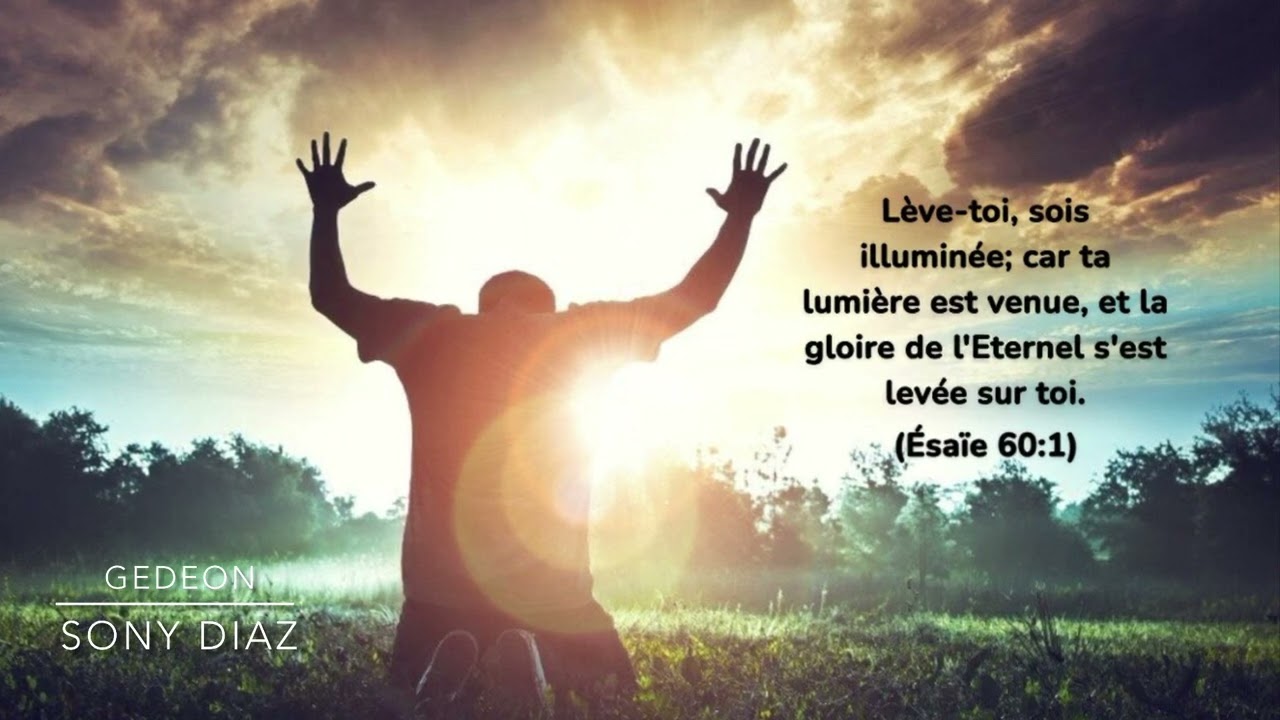 Lève-toi, sois
illuminée; car ta
lumière est venue, et la
gloire de l'Eternel s'est
levée sur toi.
(Ésaïe 60:1)
GEDEON
SONY DIAZ